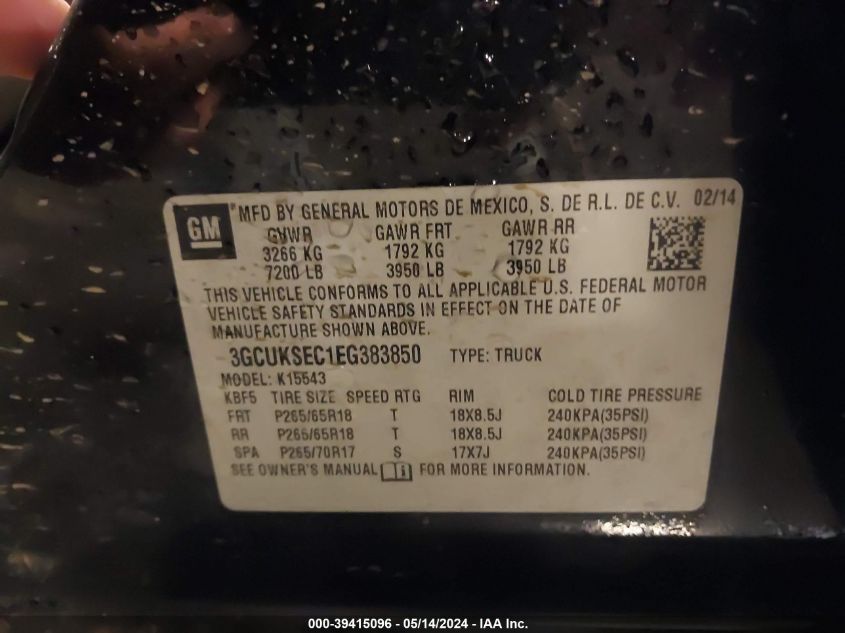 GM
MFD BY GENERAL MOTORS DE MEXICO, S. DE R.L. DE C.V. 02/14
GVWR GAWR FRT GAWR RR
3266 KG 1792 KG 1792 KG
7200 LB 3950 LB 3950 LB
THIS VEHICLE CONFORMS TO ALL APPLICABLE U.S. FEDERAL MOTOR
VEHICLE SAFETY STANDARDS IN EFFECT ON THE DATE OF
MANUFACTURE SHOWN ABOVE.
3GCUKSEC1EG383850 TYPE: TRUCK
MODEL: K15543
KBF5 TIRE SIZE SPEED RTG RIM COLD TIRE PRESSURE
FRT P265/65R18 T 18X8.5J 240KPA(35PSI)
RR P265/65R18 T 18X8.5J 240KPA(35PSI)
SPA P265/70R17 S 17X7J 240KPA(35PSI)
SEE OWNER'S MANUAL FOR MORE INFORMATION.
000-39415096 - 05/14/2024 - IAA Inc.